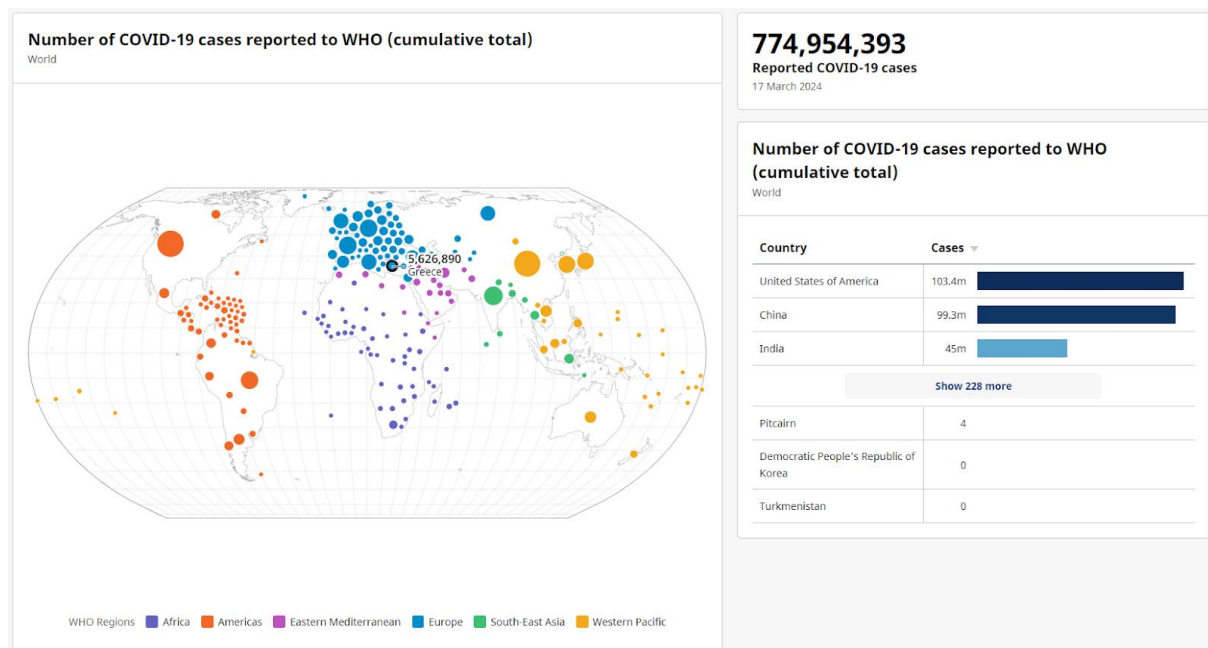 Number of COVID-19 cases reported to WHO (cumulative total)
World
5,626,890
Greece
WHO Regions Africa Americas Eastern Mediterranean Europe South-East Asia Western Pacific
774,954,393
Reported COVID-19 cases
17 March 2024
Number of COVID-19 cases reported to WHO
(cumulative total)
World
Country Cases
United States of America 103.4m
China 99.3m
India 45m
Show 228 more
Pitcairn 4
Democratic People's Republic of
Korea 0
Turkmenistan 0